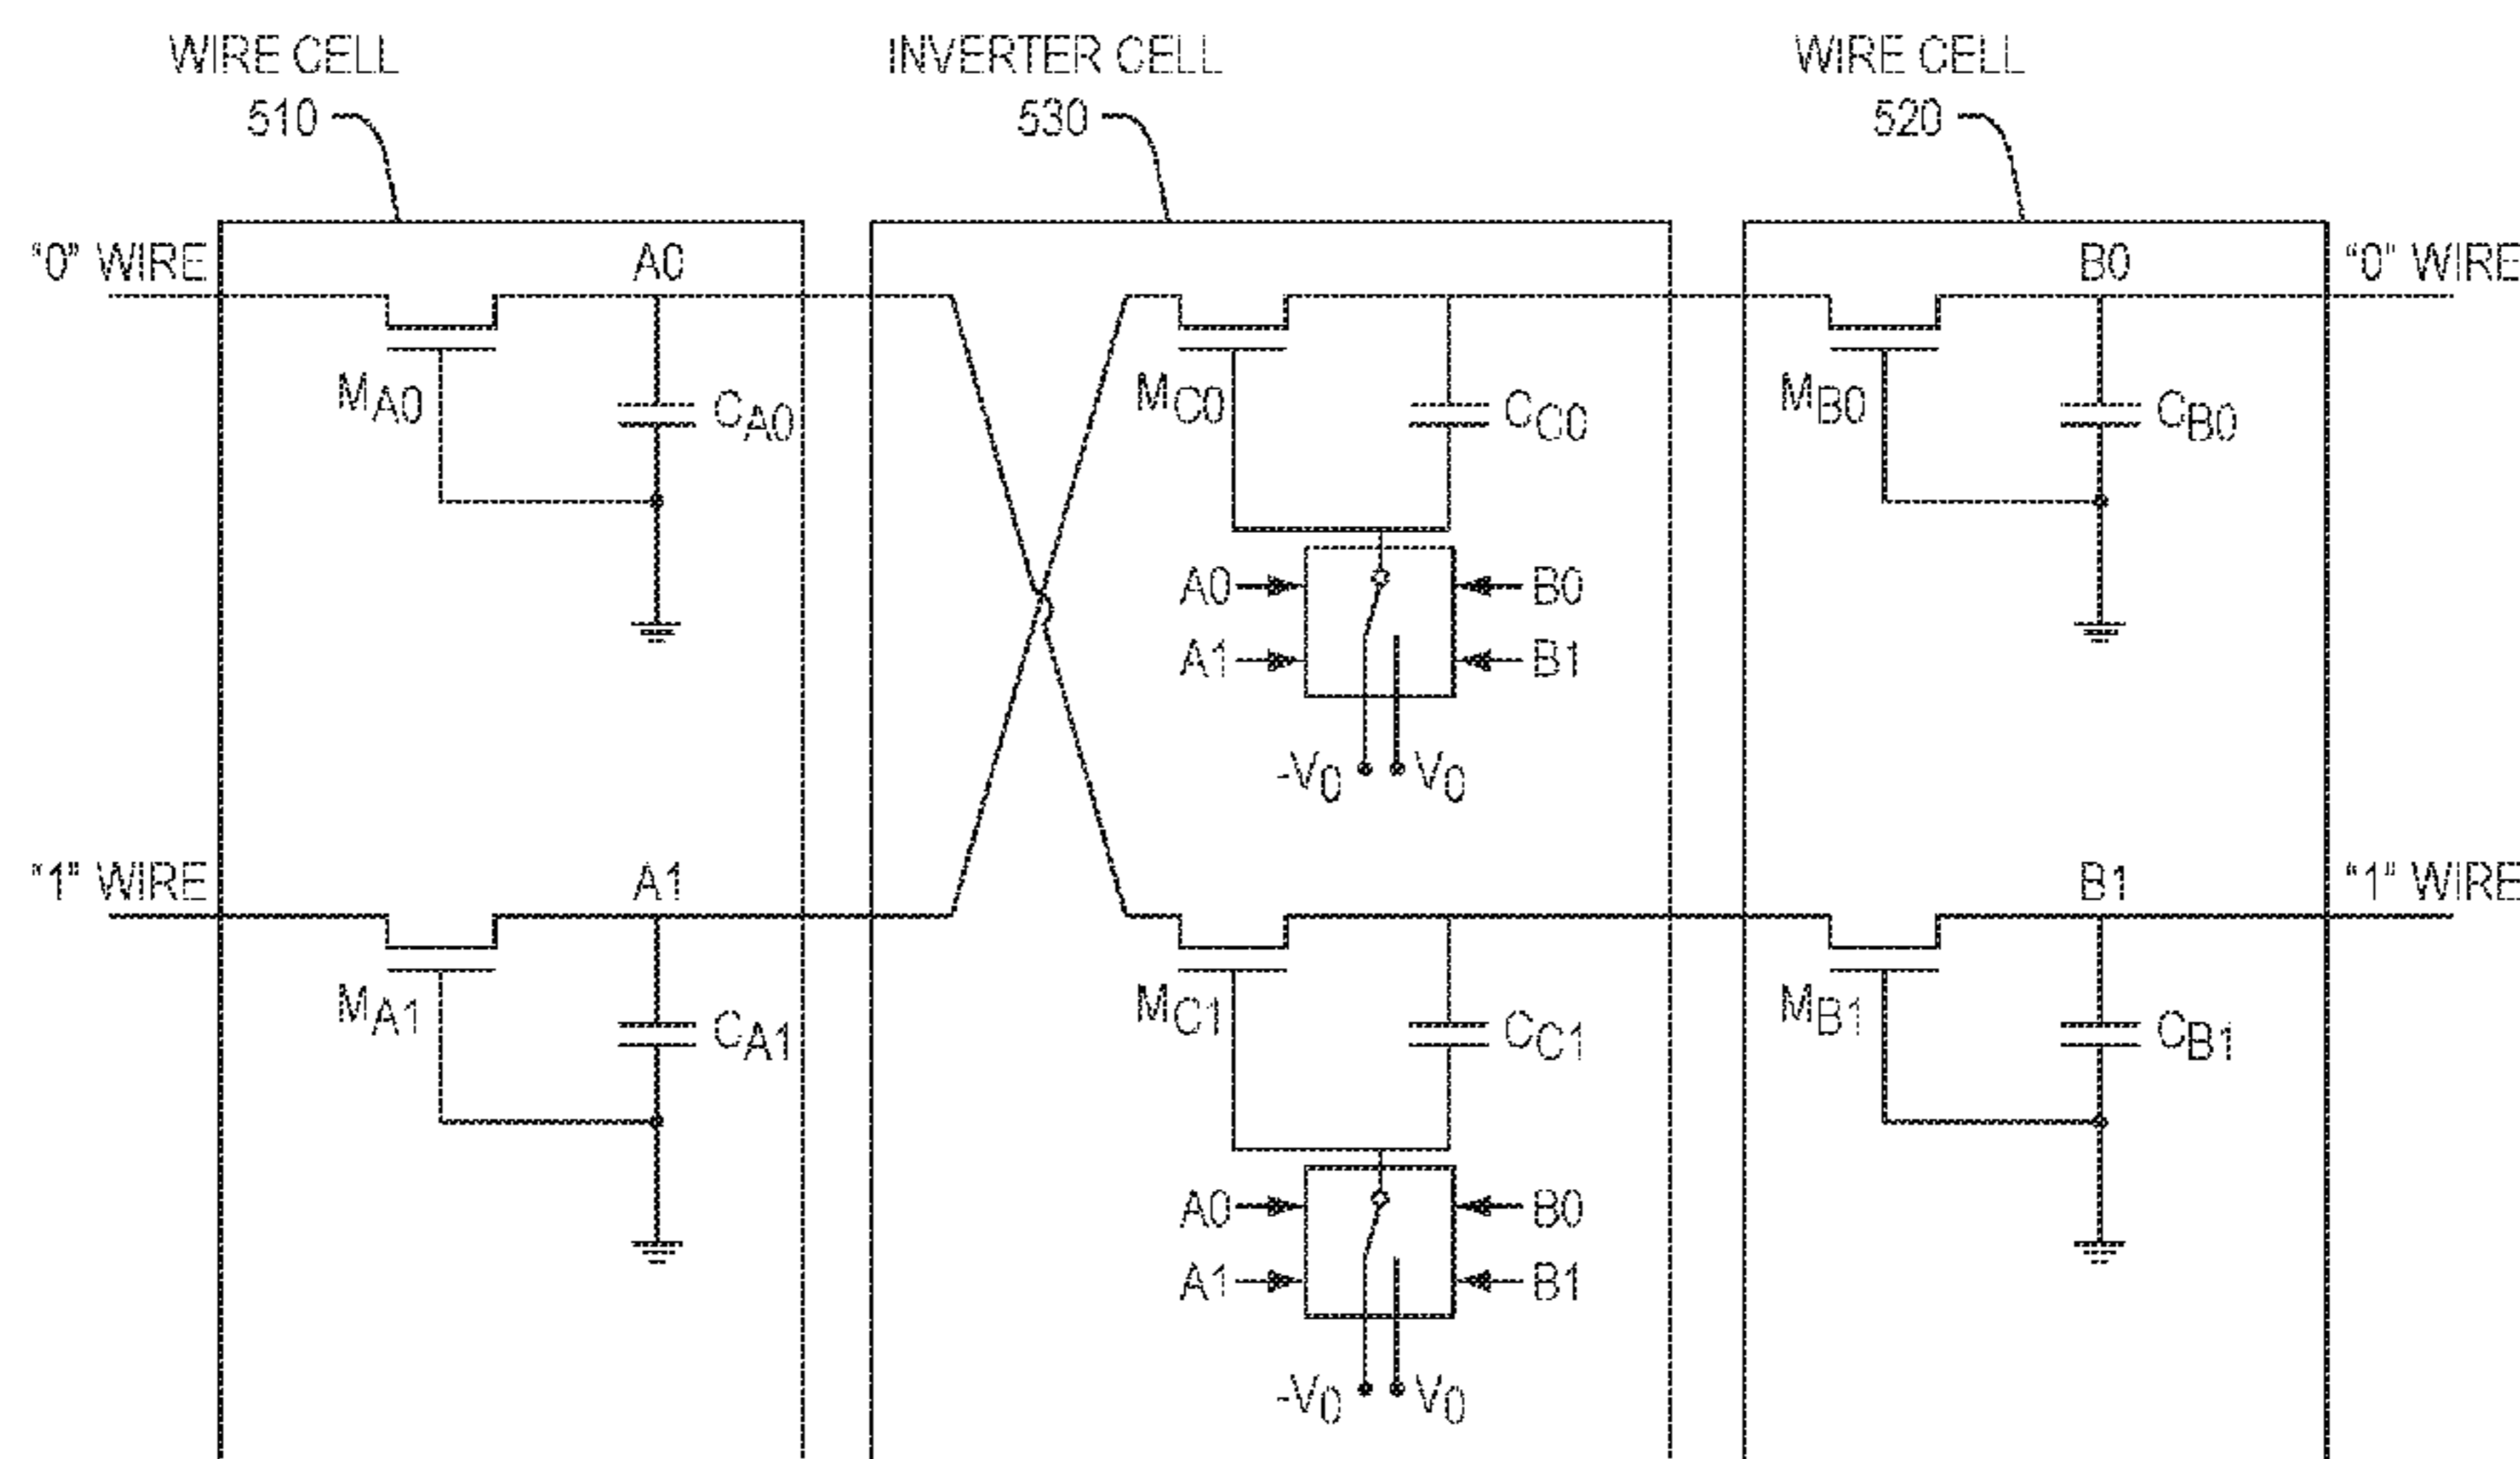 WIRE CELL
510
INVERTER CELL
530
WIRE CELL
520
"0" WIRE
A0
B0
"0" WIRE
MA0
CA0
MC0
CC0
MB0
CB0
A0
B0
A1
B1
-V0
V0
"1" WIRE
A1
B1
"1" WIRE
MA1
CA1
MC1
CC1
MB1
CB1
A0
B0
A1
B1
-V0
V0